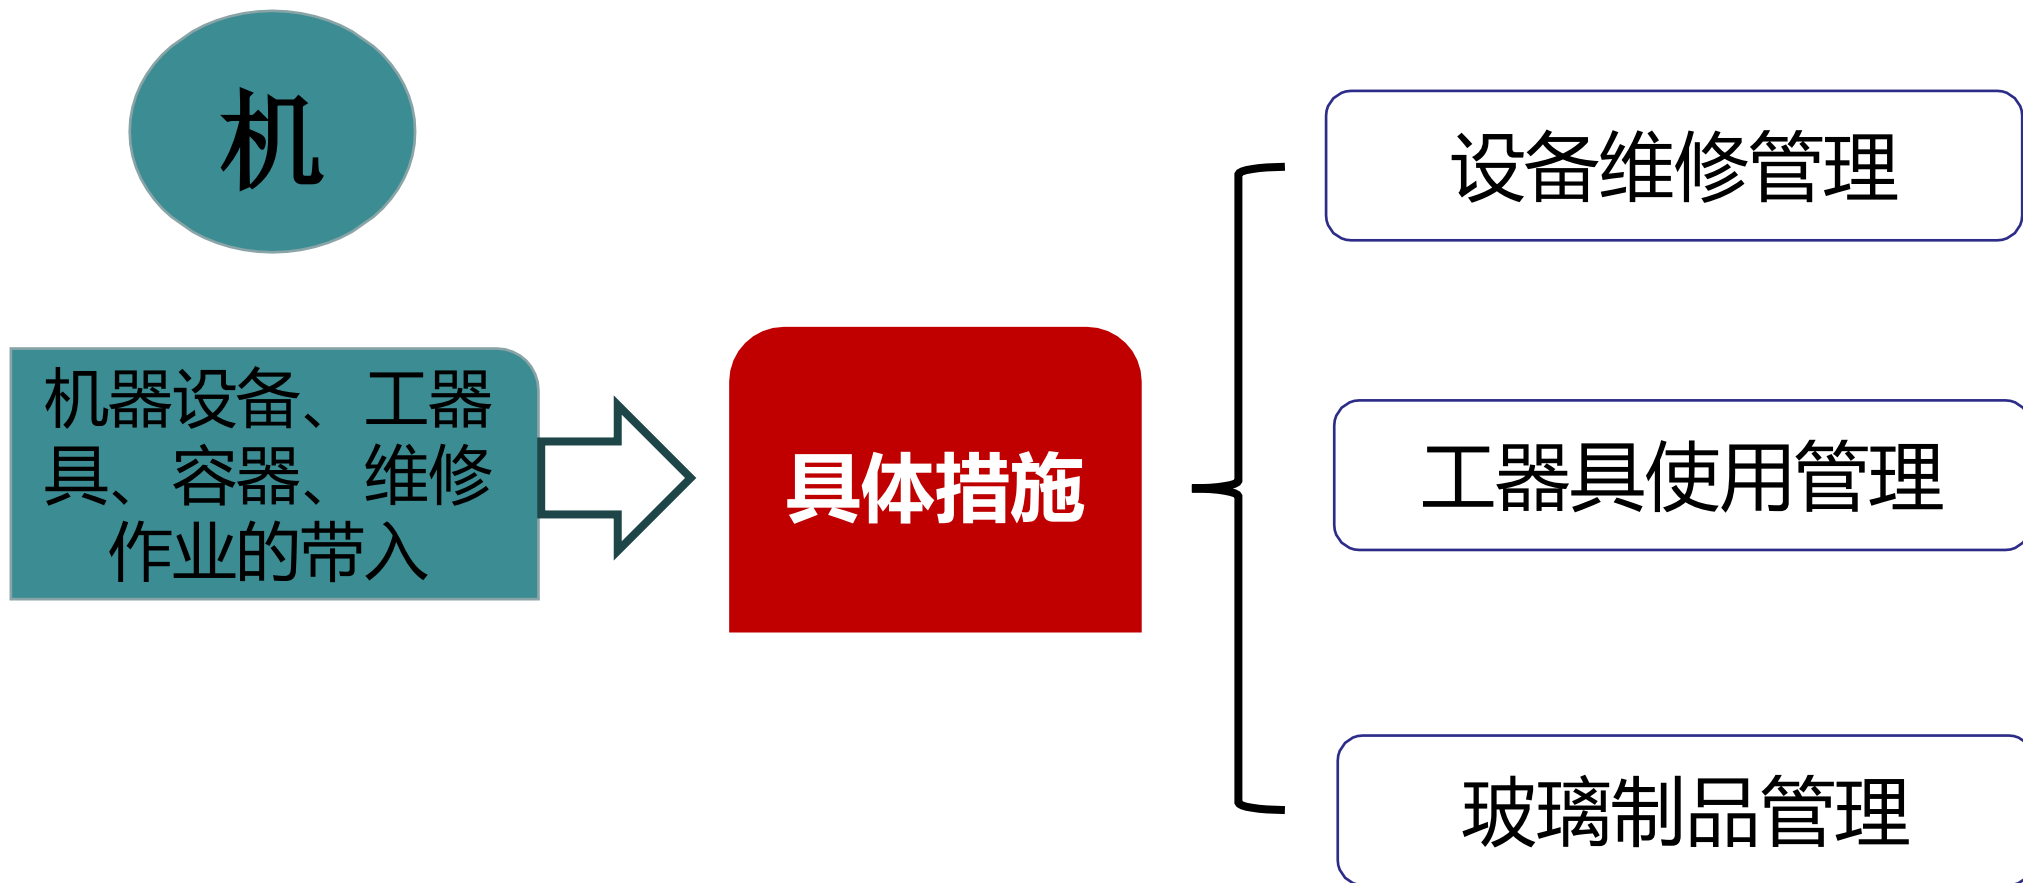 机
机器设备、工器
具、容器、维修
作业的带入
具体措施
设备维修管理
工器具使用管理
玻璃制品管理